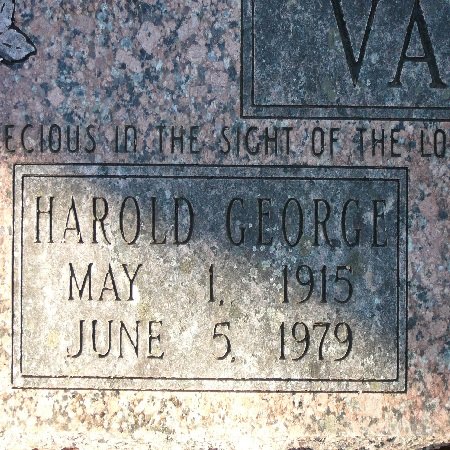 VA
ECIOUS IN THE SIGHT OF THE LO
HAROLD GEORGE
MAY 1, 1915
JUNE 5, 1979